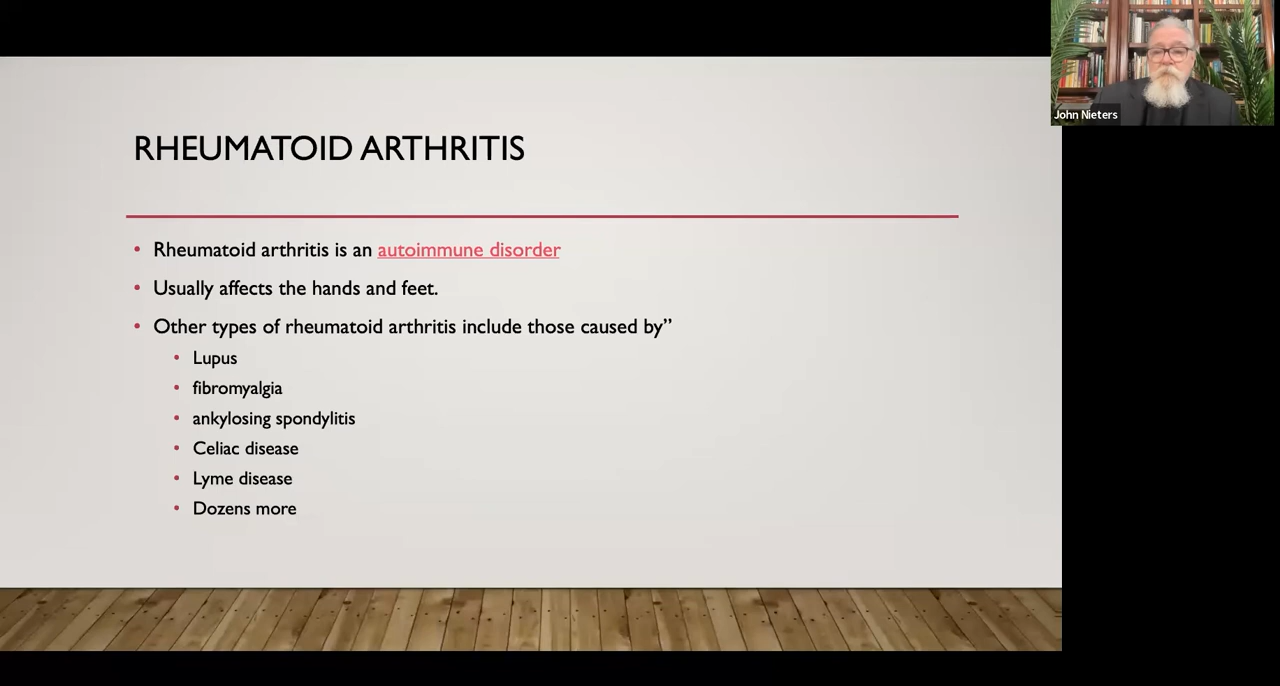 RHEUMATOID ARTHRITIS
• Rheumatoid arthritis is an autoimmune disorder
• Usually affects the hands and feet.
• Other types of rheumatoid arthritis include those caused by”
• Lupus
• fibromyalgia
• ankylosing spondylitis
• Celiac disease
• Lyme disease
• Dozens more
John Nieters